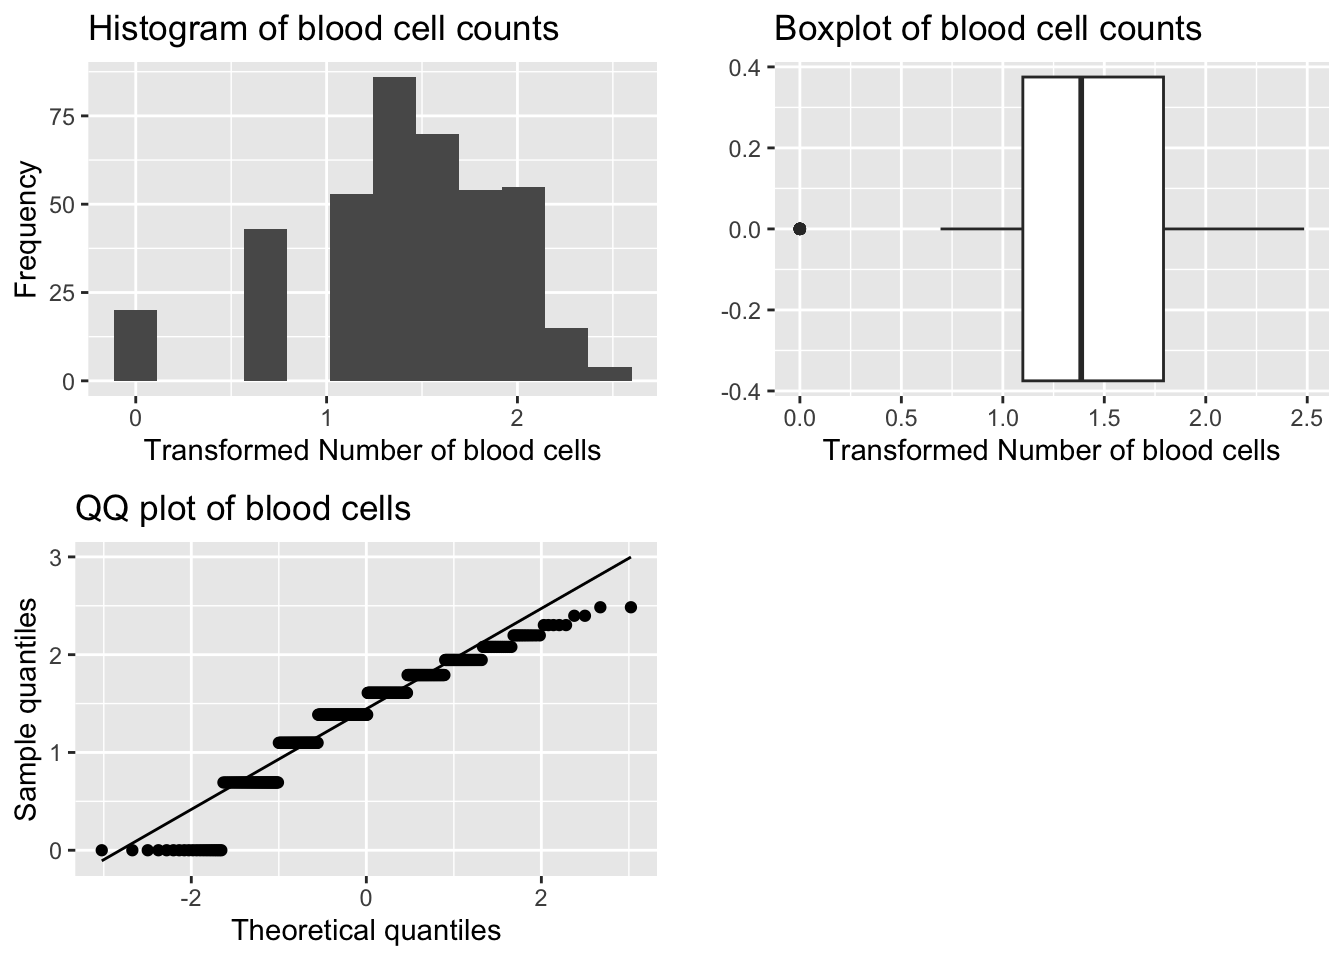 Histogram of blood cell counts
Frequency
75
50
25
0
0 1 2
Transformed Number of blood cells
Boxplot of blood cell counts
0.4
0.2
0.0
-0.2
-0.4
0.0 0.5 1.0 1.5 2.0 2.5
Transformed Number of blood cells
QQ plot of blood cells
Sample quantiles
3
2
1
0
-2 0 2
Theoretical quantiles